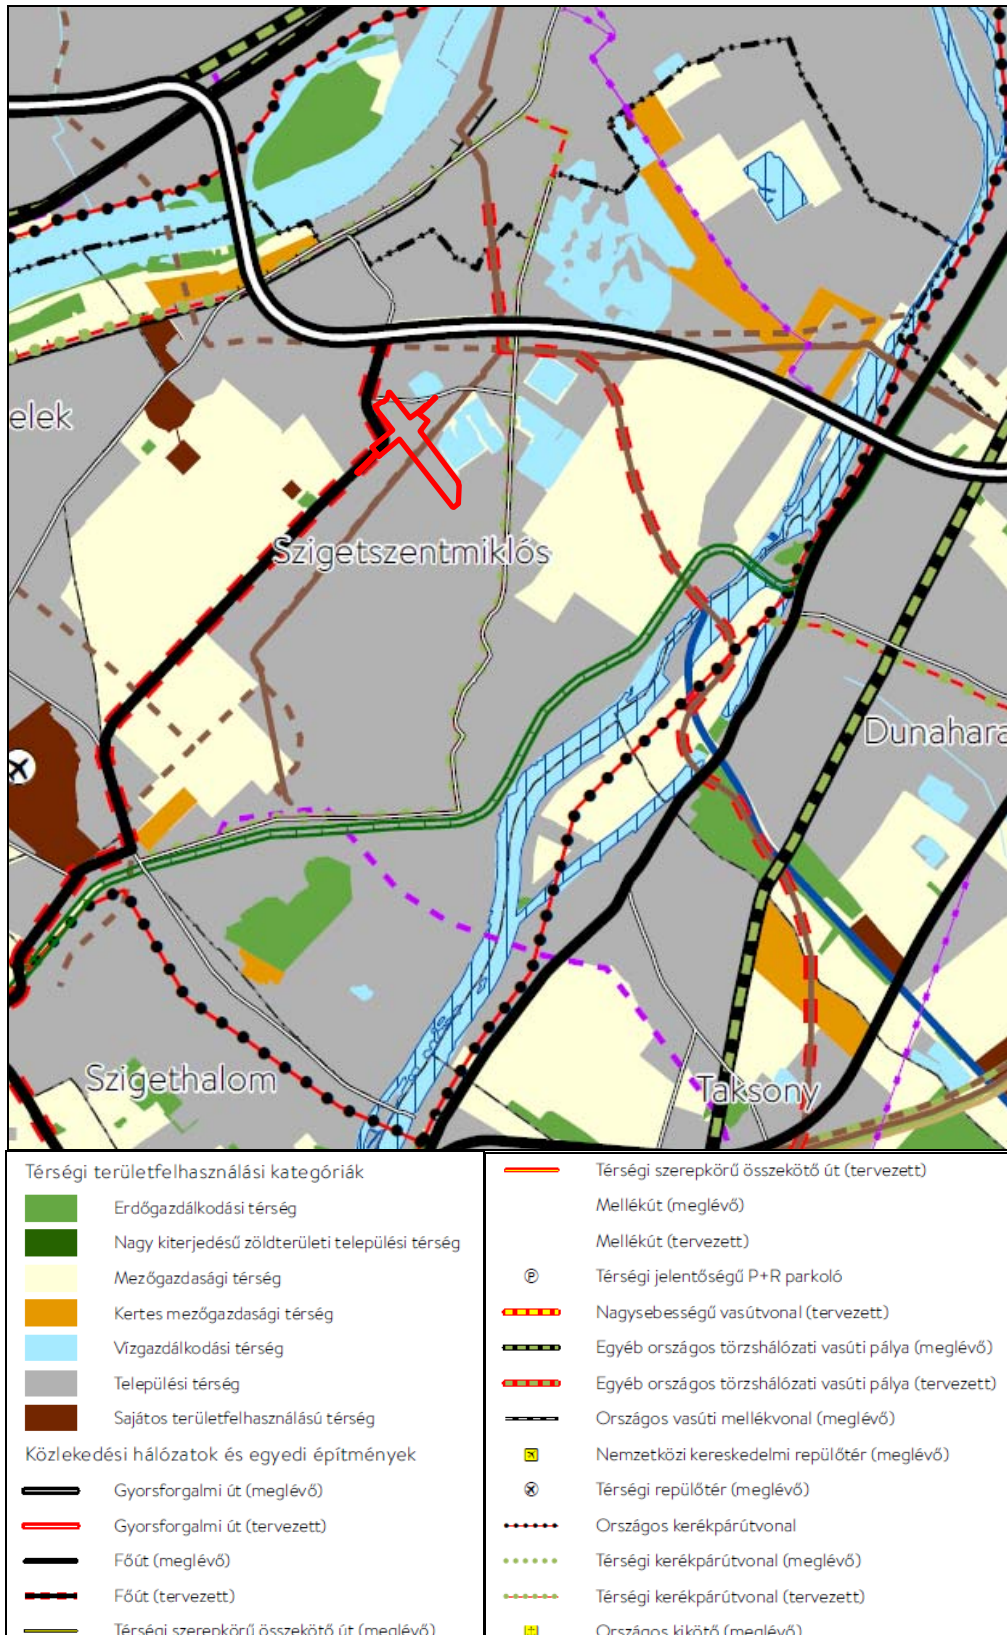 elek
Szigetszentmiklós
Dunahara
Szigethalom
Taksony
Térségi területfelhasználási kategóriák
Erdőgazdálkodási térség
Nagy kiterjedésű zöldterületi települési térség
Mezőgazdasági térség
Kertes mezőgazdasági térség
Vízgazdálkodási térség
Települési térség
Sajátos területfelhasználású térség
Közlekedési hálózatok és egyedi építmények
Gyorsforgalmi út (meglévő)
Gyorsforgalmi út (tervezett)
Főút (meglévő)
Főút (tervezett)
Térségi szerepkörű összekötő út (meglévő)
Térségi szerepkörű összekötő út (tervezett)
Mellékút (meglévő)
Mellékút (tervezett)
P Térségi jelentőségű P+R parkoló
Nagysebességű vasútvonal (tervezett)
Egyéb országos törzshálózati vasúti pálya (meglévő)
Egyéb országos törzshálózati vasúti pálya (tervezett)
Országos vasúti mellékvonal (meglévő)
Nemzetközi kereskedelmi repülőtér (meglévő)
Térségi repülőtér (meglévő)
Országos kerékpárútvonal
Térségi kerékpárútvonal (meglévő)
Térségi kerékpárútvonal (tervezett)
Országos kikötő (meglévő)